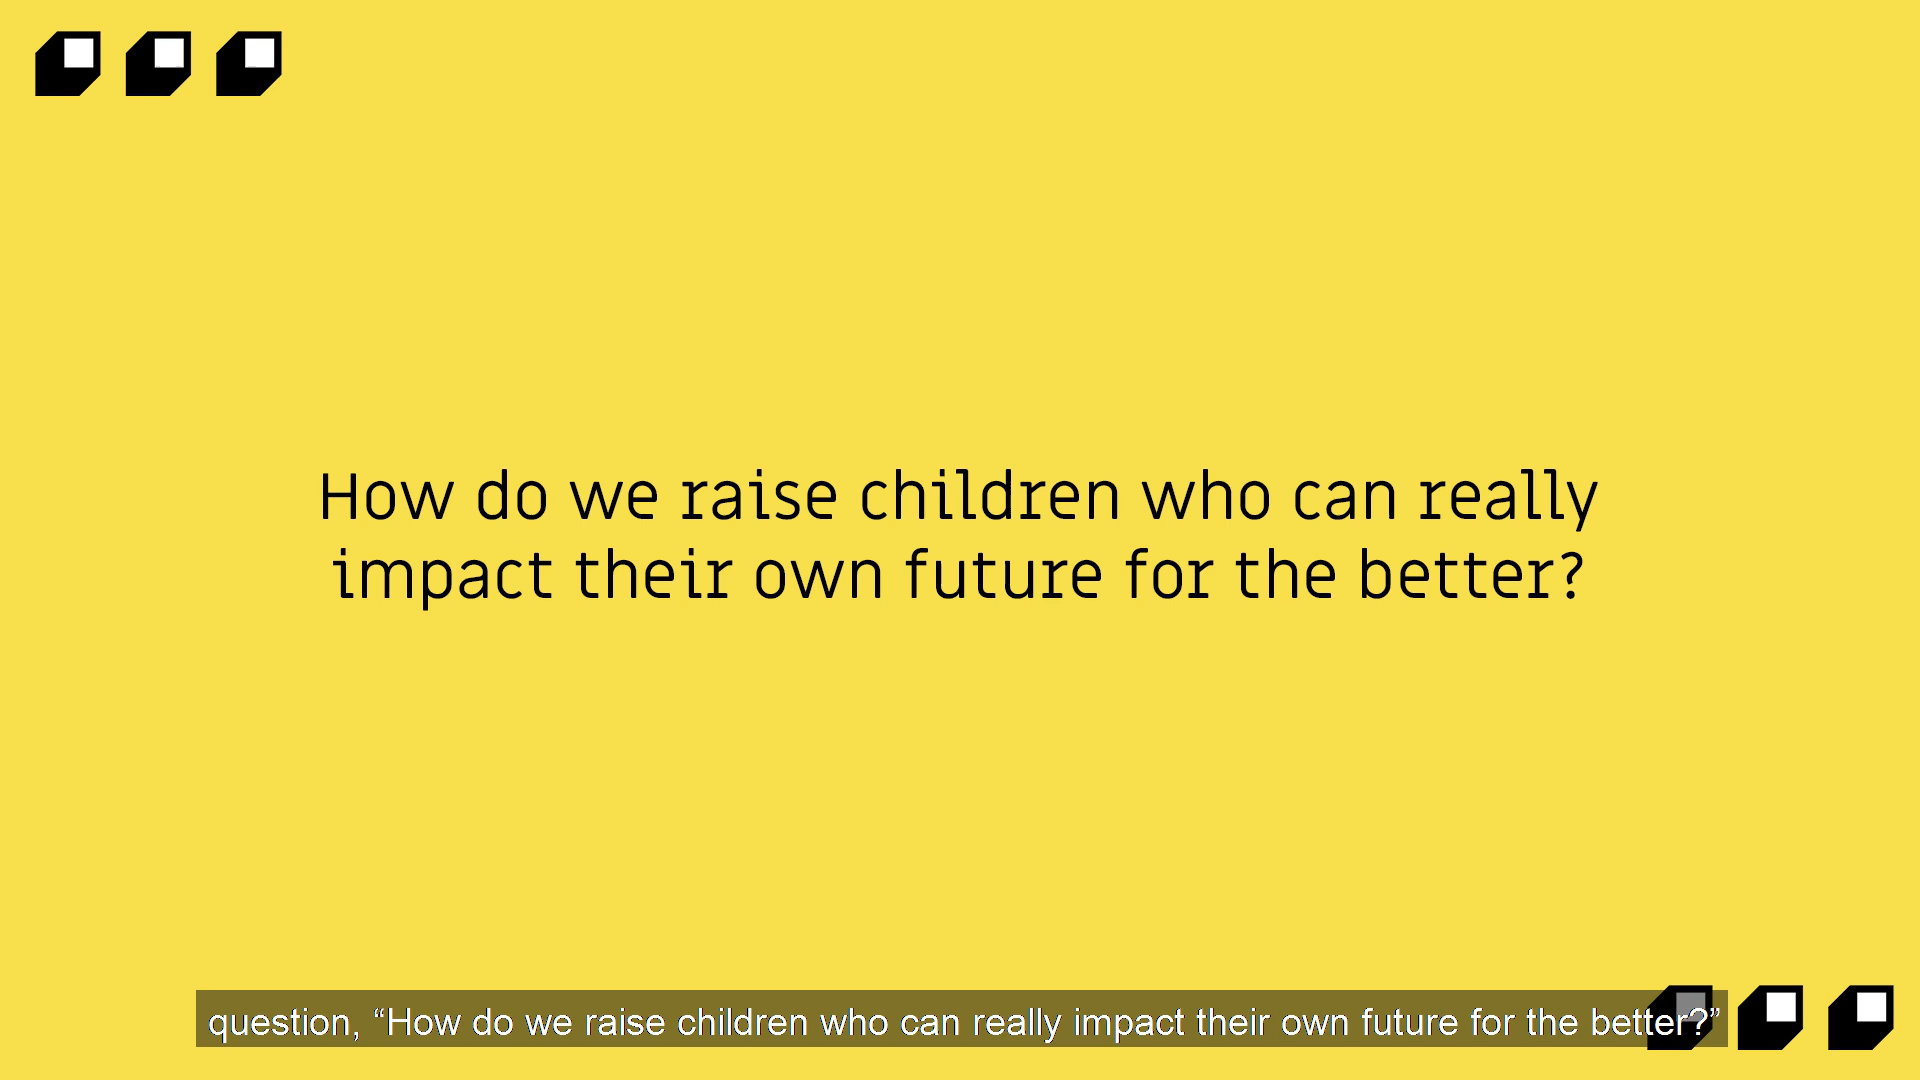 How do we raise children who can really
impact their own future for the better?
question, “How do we raise children who can really impact their own future for the better?”